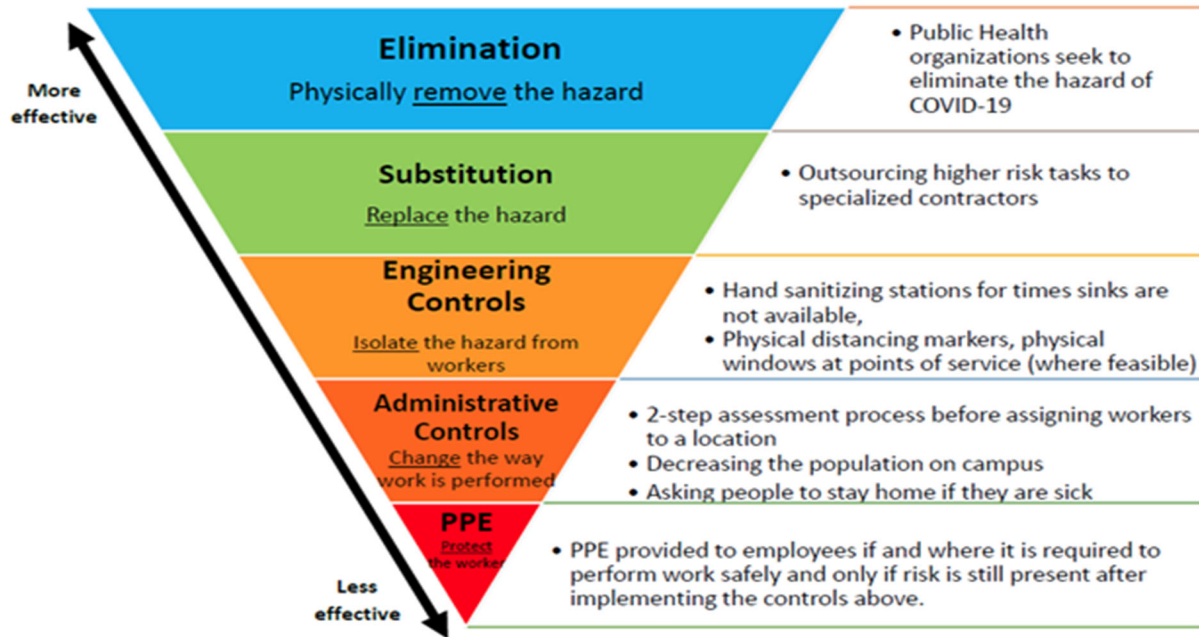 Elimination
Physically remove the hazard
• Public Health
organizations seek to
eliminate the hazard of
COVID-19
More
effective
Substitution
Replace the hazard
• Outsourcing higher risk tasks to
specialized contractors
Engineering
Controls
Isolate the hazard from
workers
• Hand sanitizing stations for times sinks are
not available,
• Physical distancing markers, physical
windows at points of service (where feasible)
Administrative
Controls
Change the way
work is performed
• 2-step assessment process before assigning workers
to a location
• Decreasing the population on campus
• Asking people to stay home if they are sick
PPE
Protect
the worker
• PPE provided to employees if and where it is required to
perform work safely and only if risk is still present after
implementing the controls above.
Less
effective